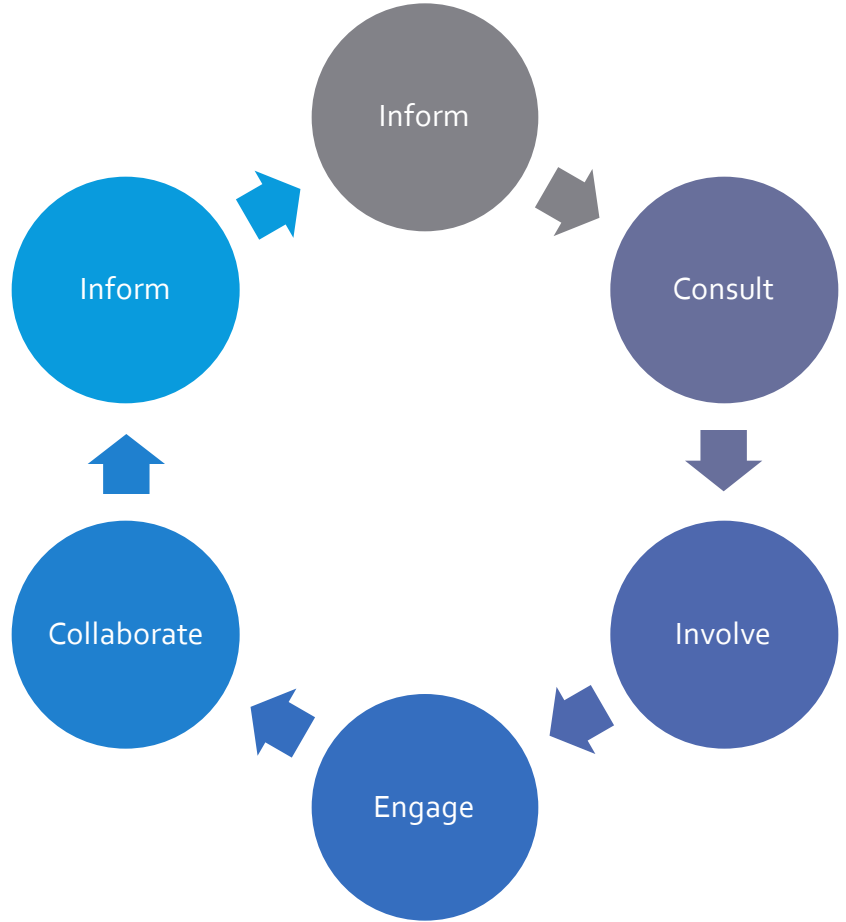 Inform
Consult
Involve
Engage
Collaborate
Inform